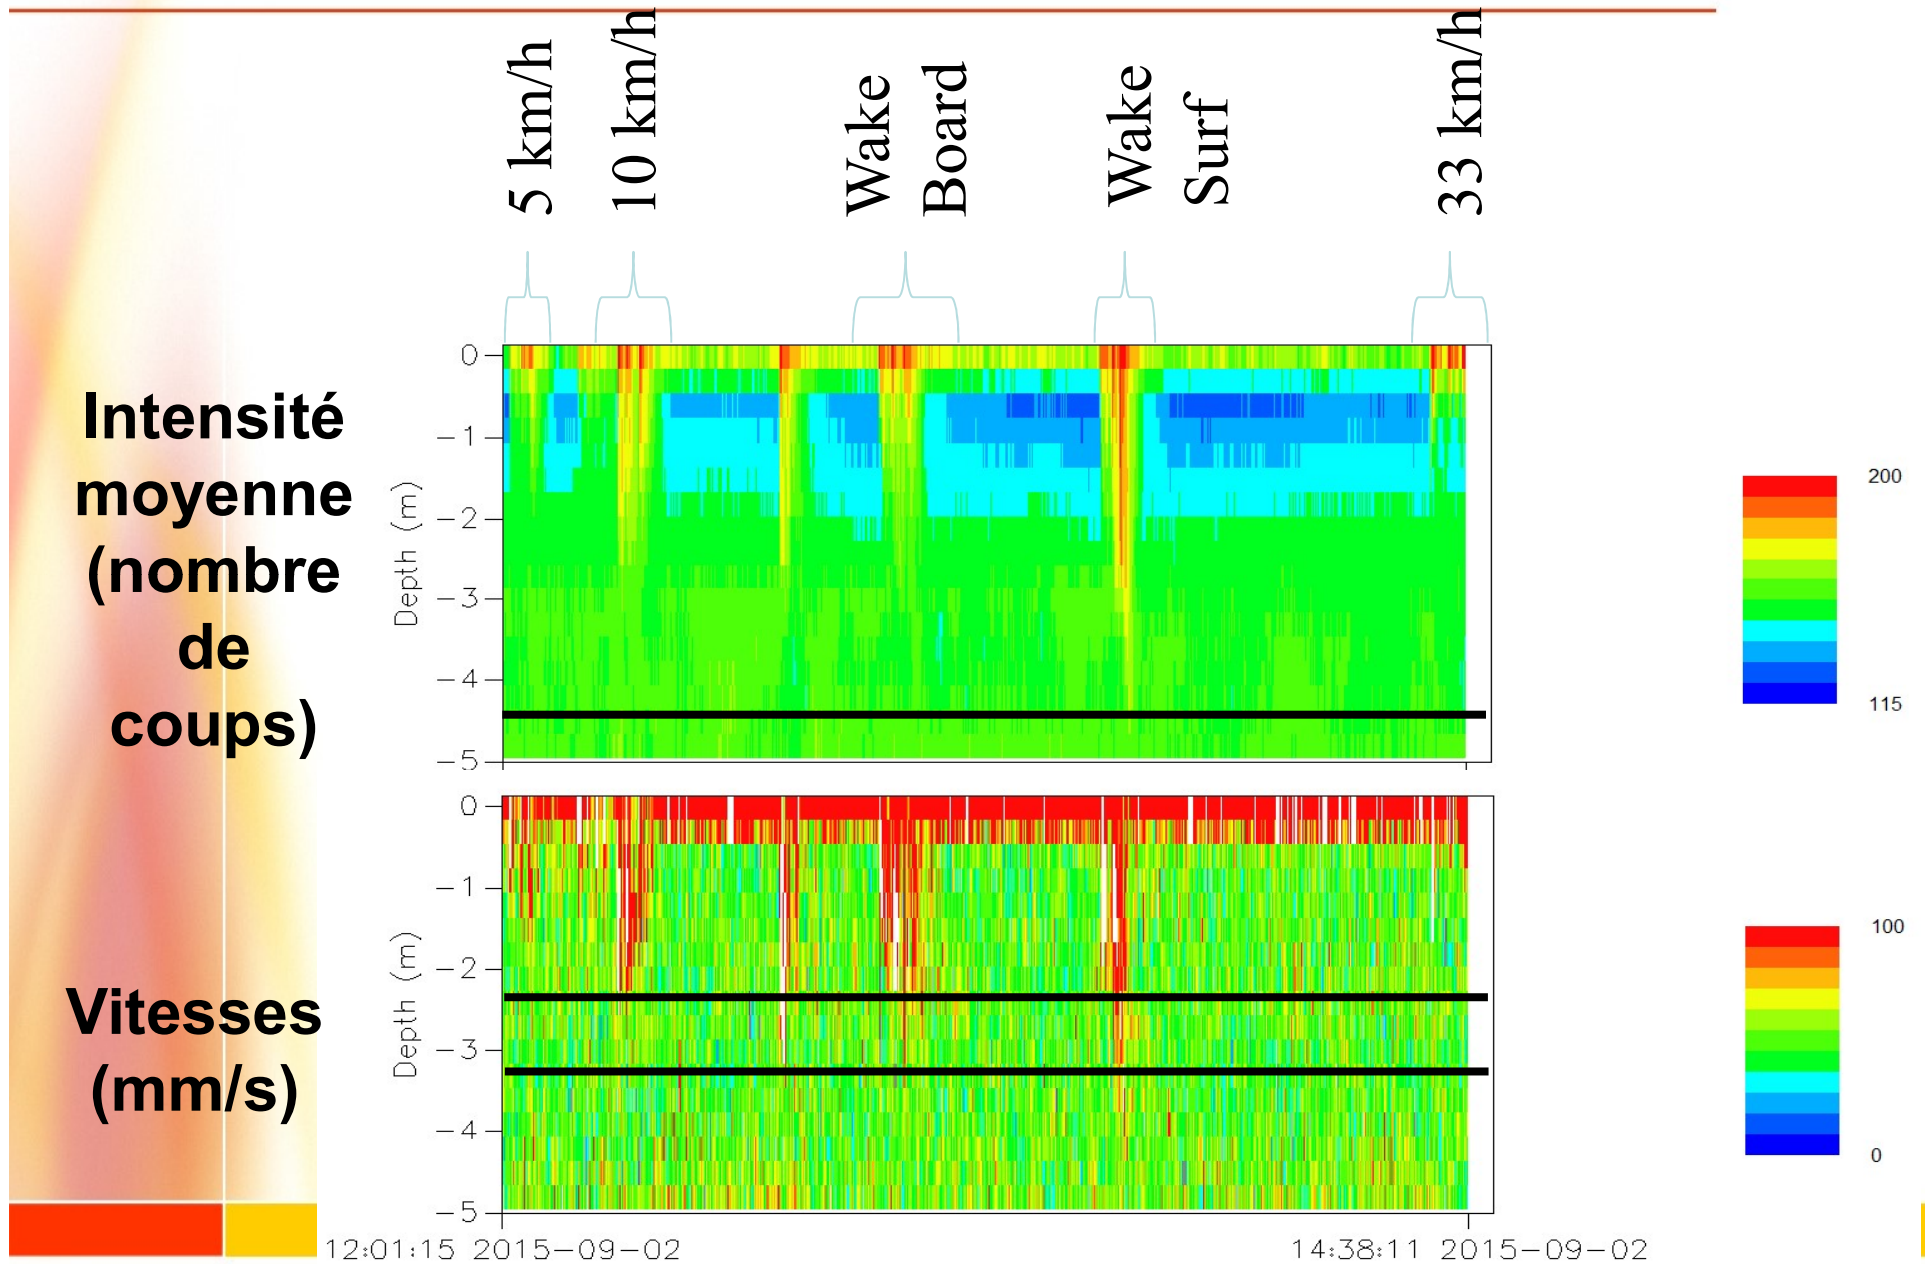 5 km/h
10 km/h
Wake
Board
Wake
Surf
33 km/h
Intensité
moyenne
(nombre
de
coups)
Depth (m)
0
-1
-2
-3
-4
-5
200
115
Vitesses
(mm/s)
Depth (m)
0
-1
-2
-3
-4
-5
100
0
12:01:15 2015-09-02
14:38:11 2015-09-02